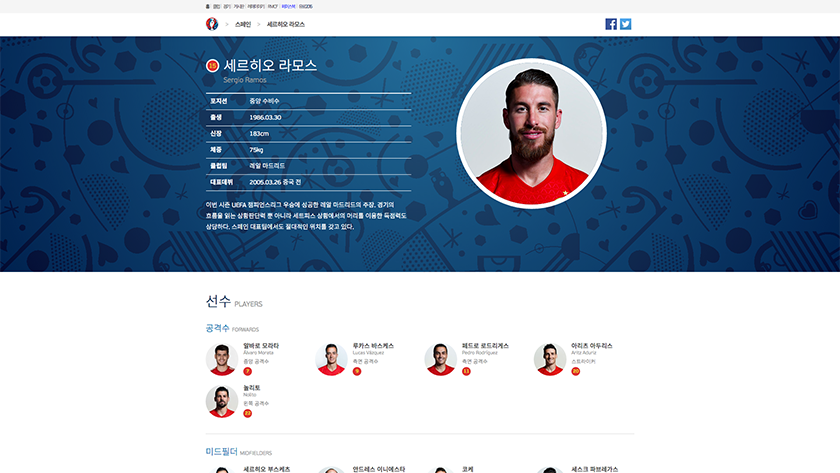 스페인 > 세르히오 라모스
15 세르히오 라모스
Sergio Ramos
포지션 중앙 수비수
출생 1986.03.30
신장 183cm
체중 75kg
클럽팀 레알 마드리드
대표데뷔 2005.03.26 중국 전
이번 시즌 UEFA 챔피언스리그 우승에 성공한 레알 마드리드의 주장. 경기의
흐름을 읽는 상황판단력 뿐 아니라 세트피스 상황에서의 머리를 이용한 득점력도
상당하다. 스페인 대표팀에서도 절대적인 위치를 갖고 있다.
선수 PLAYERS
공격수 FORWARDS
알바로 모라타 루카스 바스케스 페드로 로드리게스 아리츠 아두리스
Álvaro Morata Lucas Vázquez Pedro Rodríguez Aritz Aduriz
중앙 공격수 측면 공격수 측면 공격수 스트라이커
7 9 11 20
놀리토
Nolito
왼쪽 공격수
22
미드필더 MIDFIELDERS
세르히오 부스케츠 안드레스 이니에스타 코케 세스크 파브레가스